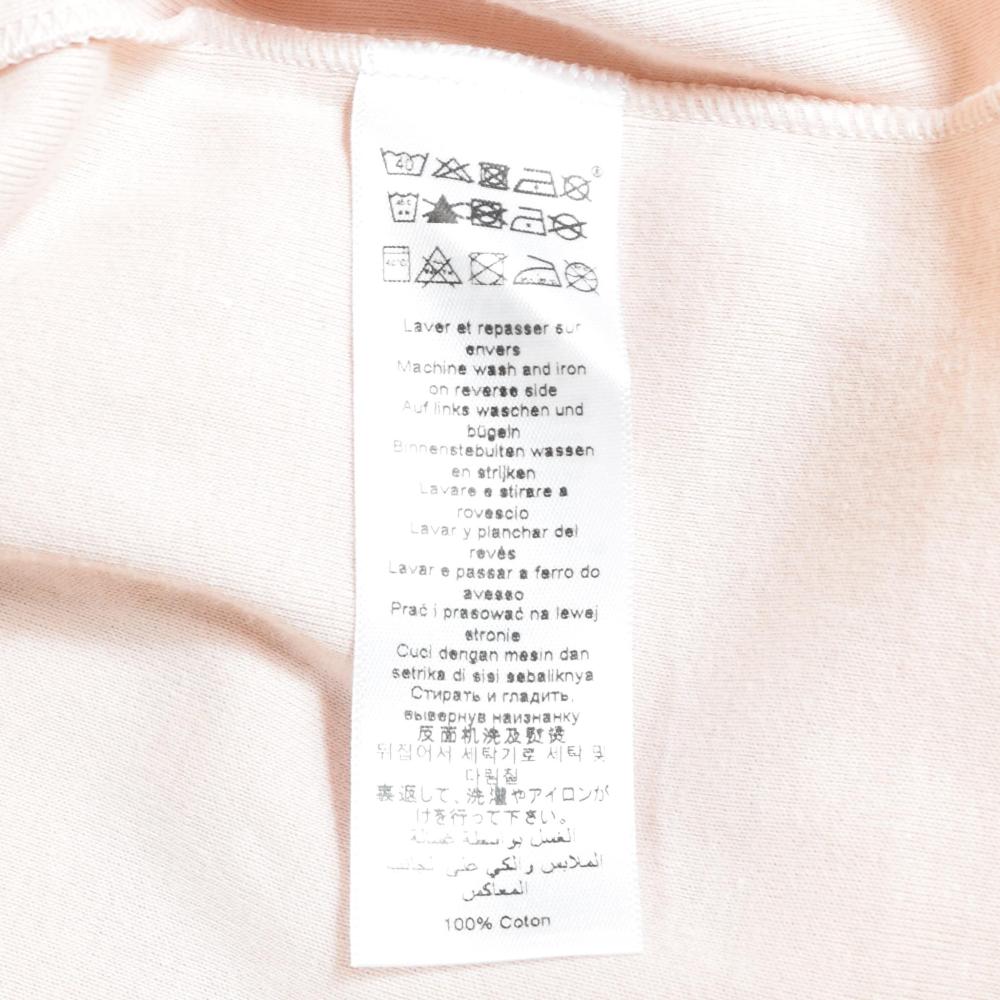 40
®
40°C
Laver et repasser sur
envers
Machine wash and iron
on reverse side
Auf links waschen und
bügeln
Binnenstebuiten wassen
en strijken
Lavare e stirare a
rovescio
Lavar y planchar del
revés
Lavar e passar a ferro do
avesso
Prać i prasować na lewej
stronie
Cuci dengan mesin dan
setrika di sisi sebaliknya
Стирать и гладить,
вывернув наизнанку
反面机洗及熨烫
뒤집어서 세탁기로 세탁 및
다림질
裏返して、洗濯やアイロンが
けを行って下さい。
الغسل بواسطة غسالة
الملابس والكي على الجانب
المعاكس
100% Coton